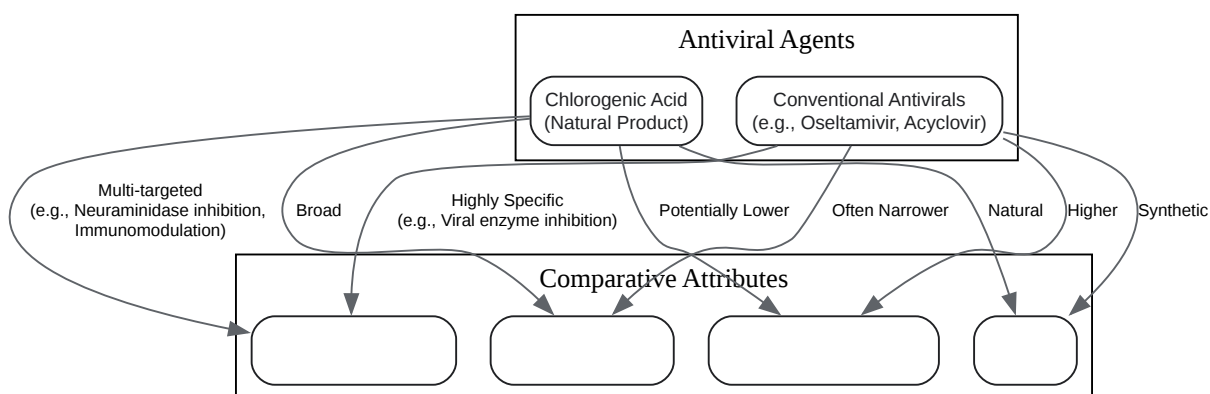 Antiviral Agents
Chlorogenic Acid
(Natural Product)
Conventional Antivirals
(e.g., Oseltamivir, Acyclovir)
Multi-targeted
(e.g., Neuraminidase inhibition,
Immunomodulation)
Broad
Highly Specific
(e.g., Viral enzyme inhibition)
Potentially Lower
Often Narrower
Natural
Higher
Synthetic
Comparative Attributes